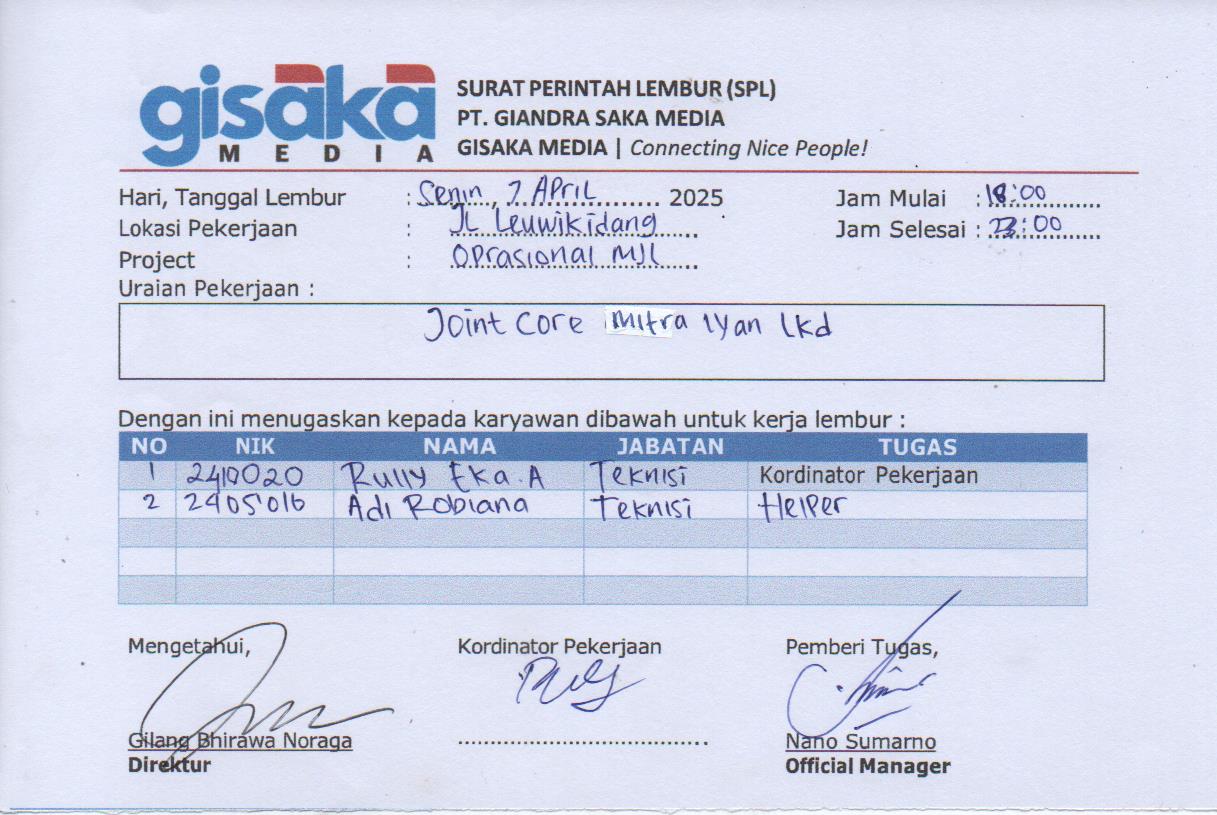 gisaka
MEDIA
SURAT PERINTAH LEMBUR (SPL)
PT. GIANDRA SAKA MEDIA
GISAKA MEDIA | Connecting Nice People!
Hari, Tanggal Lembur : Senin, 7 April 2025 Jam Mulai : 18:00
Lokasi Pekerjaan : JL Leuwikidang Jam Selesai : 23:00
Project : Oprasional MJL
Uraian Pekerjaan :
Joint Core Mitra Iyan Lkd
Dengan ini menugaskan kepada karyawan dibawah untuk kerja lembur :
NO NIK NAMA JABATAN TUGAS
1 2410020 Rully Eka.A Teknisi Kordinator Pekerjaan
2 2405016 Adi Robiana Teknisi Helper
Mengetahui, Kordinator Pekerjaan Pemberi Tugas,
Gilang Bhirawa Noraga Nano Sumarno
Direktur Official Manager